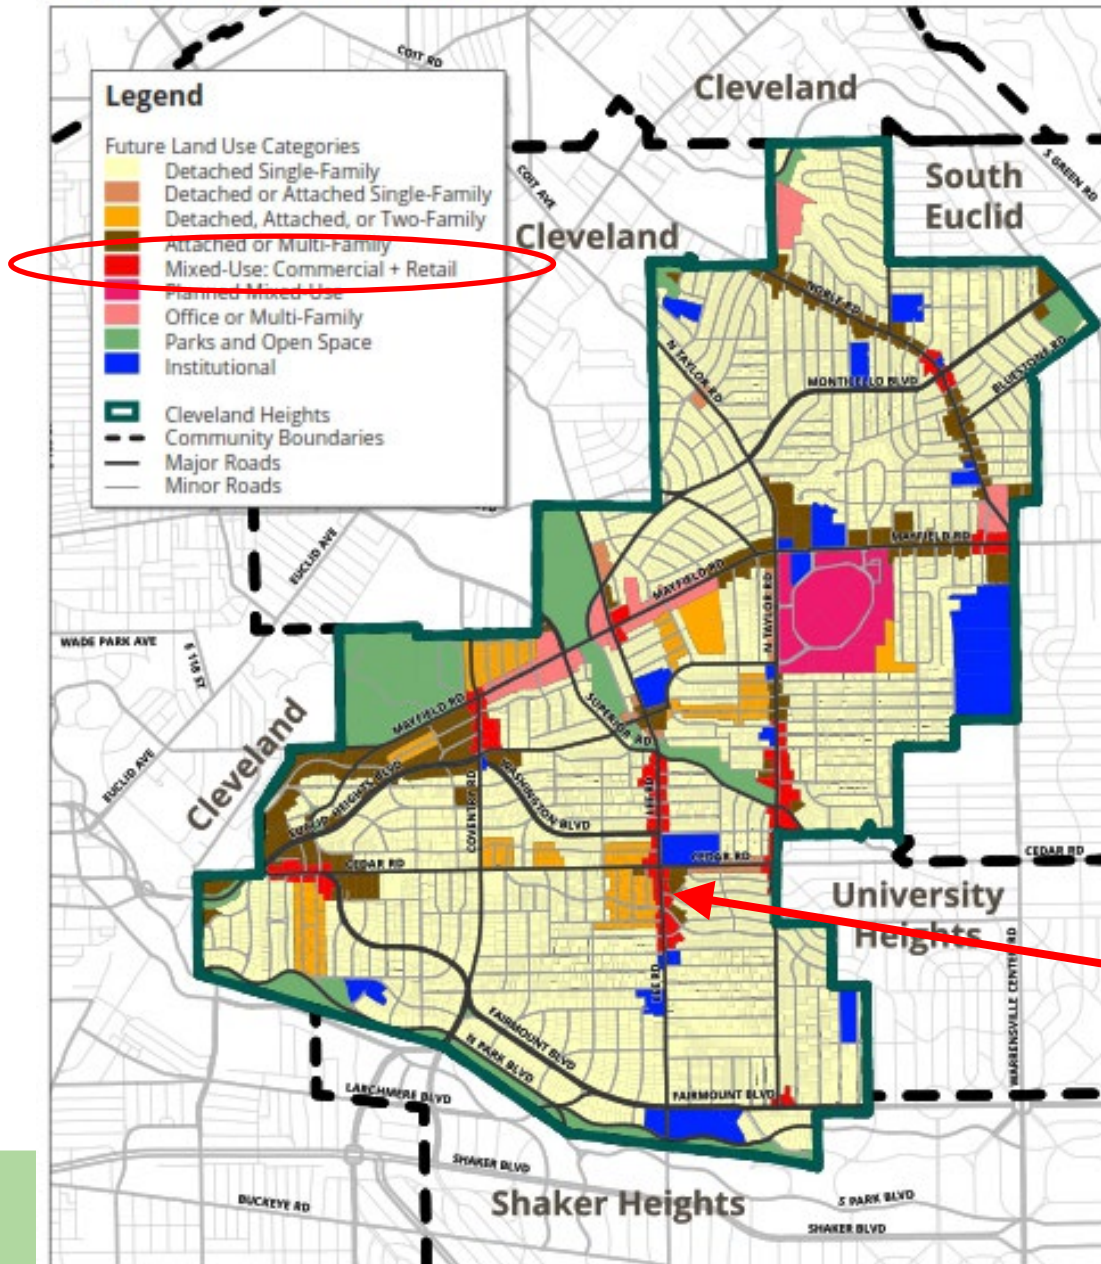 COIT RD
Cleveland
Legend
Future Land Use Categories
Detached Single-Family
Detached or Attached Single-Family
Detached, Attached, or Two-Family
Attached or Multi-Family
Mixed-Use: Commercial + Retail
Planned Mixed-Use
Office or Multi-Family
Parks and Open Space
Institutional
Cleveland Heights
Community Boundaries
Major Roads
Minor Roads
COIT AVE
S GREEN RD
South
Euclid
Cleveland
NOBLE RD
N TAYLOR RD
MONTICELLO BLVD
BLUESTONE RD
EUCLID AVE
MAYFIELD RD
MAYFIELD RD
N TAYLOR RD
WADE PARK AVE
E 118 ST
MAYFIELD RD
SUPERIOR RD
Cleveland
EUCLID AVE
EUCLID HEIGHTS BLVD
COVENTRY RD
WASHINGTON BLVD
LEE RD
CEDAR RD
CEDAR RD
CEDAR RD
University
Heights
WARRENSVILLE CENTER RD
LEE RD
FAIRMOUNT BLVD
N PARK BLVD
FAIRMOUNT BLVD
LARCHMERE BLVD
SHAKER BLVD
BUCKEYE RD
Shaker Heights
S PARK BLVD
SHAKER BLVD